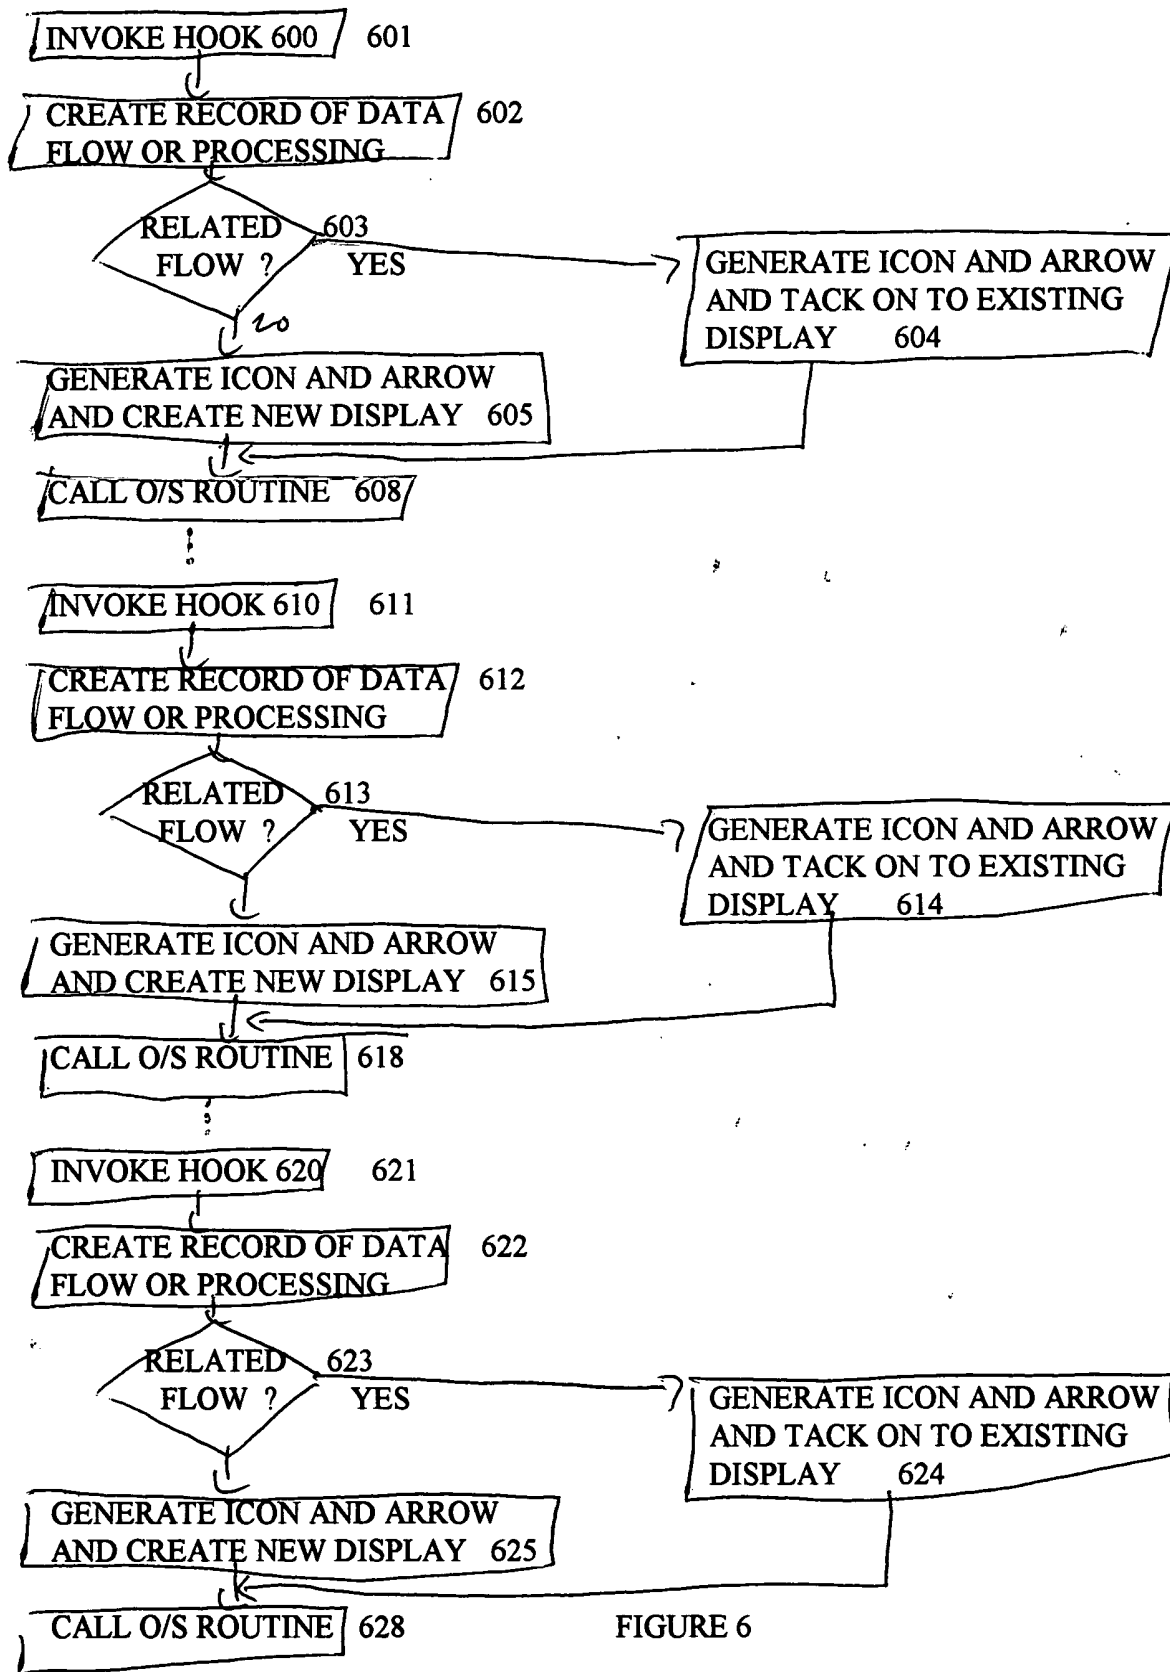 INVOKE HOOK 600 601
CREATE RECORD OF DATA 602
FLOW OR PROCESSING
RELATED 603
FLOW ? YES
GENERATE ICON AND ARROW
AND TACK ON TO EXISTING
DISPLAY 604
GENERATE ICON AND ARROW
AND CREATE NEW DISPLAY 605
CALL O/S ROUTINE 608
INVOKE HOOK 610 611
CREATE RECORD OF DATA 612
FLOW OR PROCESSING
RELATED 613
FLOW ? YES
GENERATE ICON AND ARROW
AND TACK ON TO EXISTING
DISPLAY 614
GENERATE ICON AND ARROW
AND CREATE NEW DISPLAY 615
CALL O/S ROUTINE 618
INVOKE HOOK 620 621
CREATE RECORD OF DATA 622
FLOW OR PROCESSING
RELATED 623
FLOW ? YES
GENERATE ICON AND ARROW
AND TACK ON TO EXISTING
DISPLAY 624
GENERATE ICON AND ARROW
AND CREATE NEW DISPLAY 625
CALL O/S ROUTINE 628
FIGURE 6